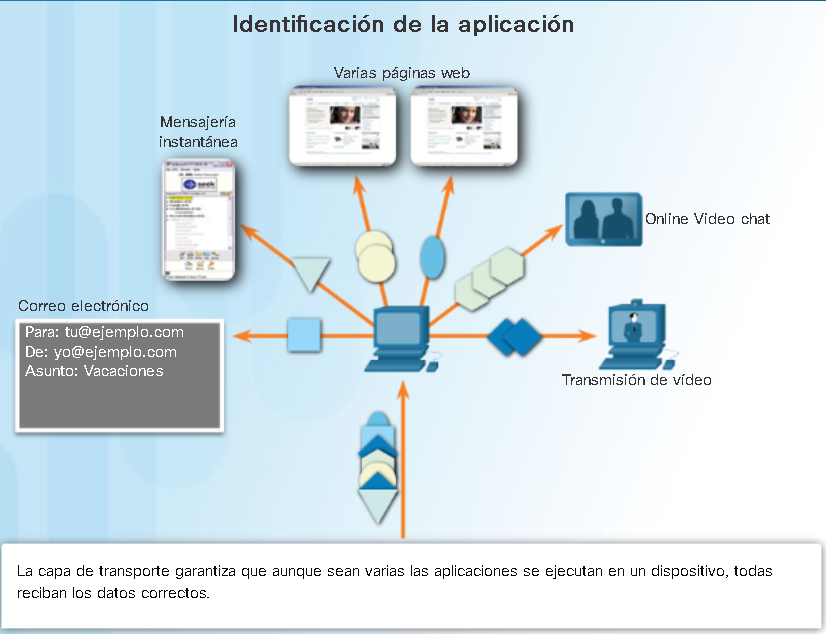 Identificación de la aplicación
Varias páginas web
Mensajería
instantánea
seek
Online Video chat
Correo electrónico
Para: tu@ejemplo.com
De: yo@ejemplo.com
Asunto: Vacaciones
Transmisión de vídeo
La capa de transporte garantiza que aunque sean varias las aplicaciones se ejecutan en un dispositivo, todas
reciban los datos correctos.